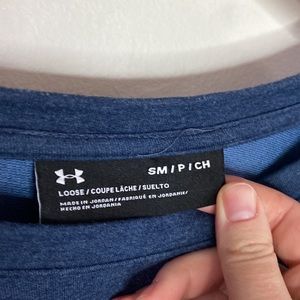 SM / P / CH
LOOSE / COUPE LÂCHE / SUELTO
MADE IN JORDAN / FABRIQUÉ EN JORDANIE /
HECHO EN JORDANIA